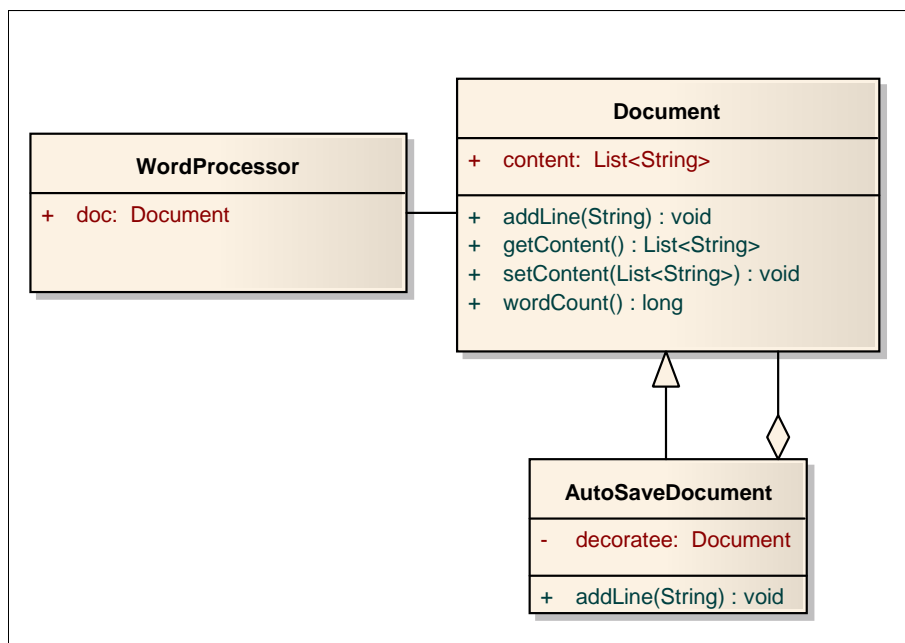 WordProcessor
+ doc: Document
Document
+ content: List<String>
+ addLine(String) : void
+ getContent() : List<String>
+ setContent(List<String>) : void
+ wordCount() : long
AutoSaveDocument
- decoratee: Document
+ addLine(String) : void